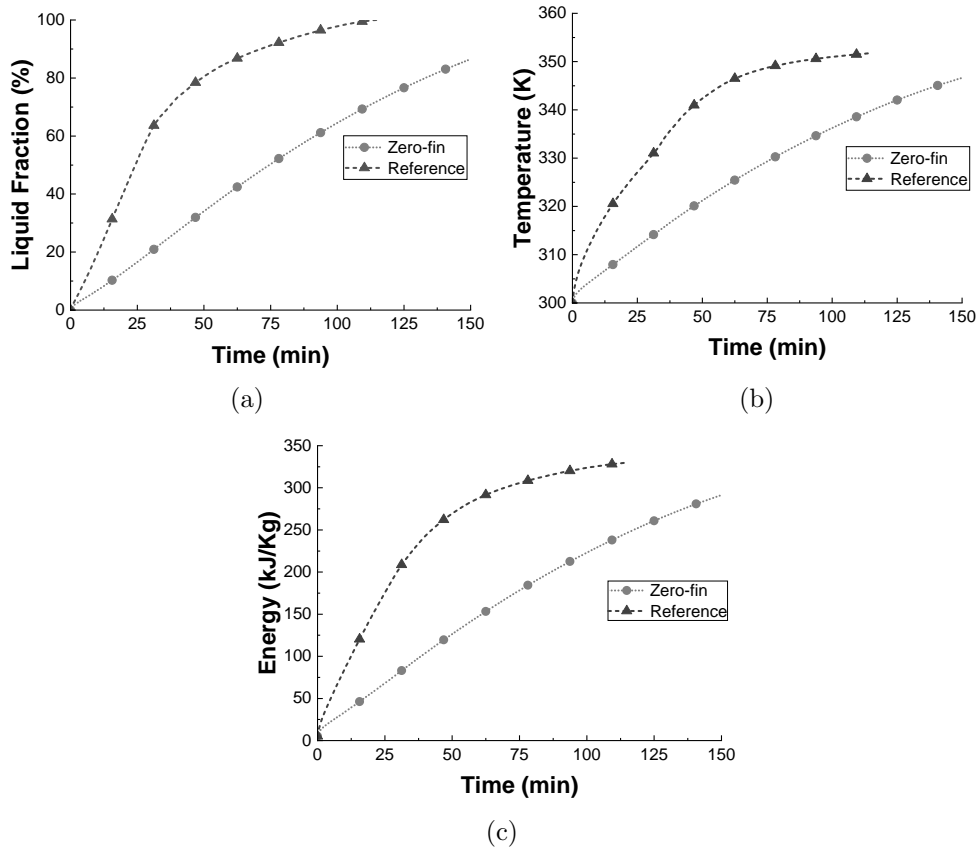 100
80
60
40
20
0
Liquid Fraction (%)
Zero-fin
Reference
0 25 50 75 100 125 150
Time (min)
(a)
360
350
340
330
320
310
300
Temperature (K)
Zero-fin
Reference
0 25 50 75 100 125 150
Time (min)
(b)
350
300
250
200
150
100
50
0
Energy (kJ/Kg)
Zero-fin
Reference
0 25 50 75 100 125 150
Time (min)
(c)